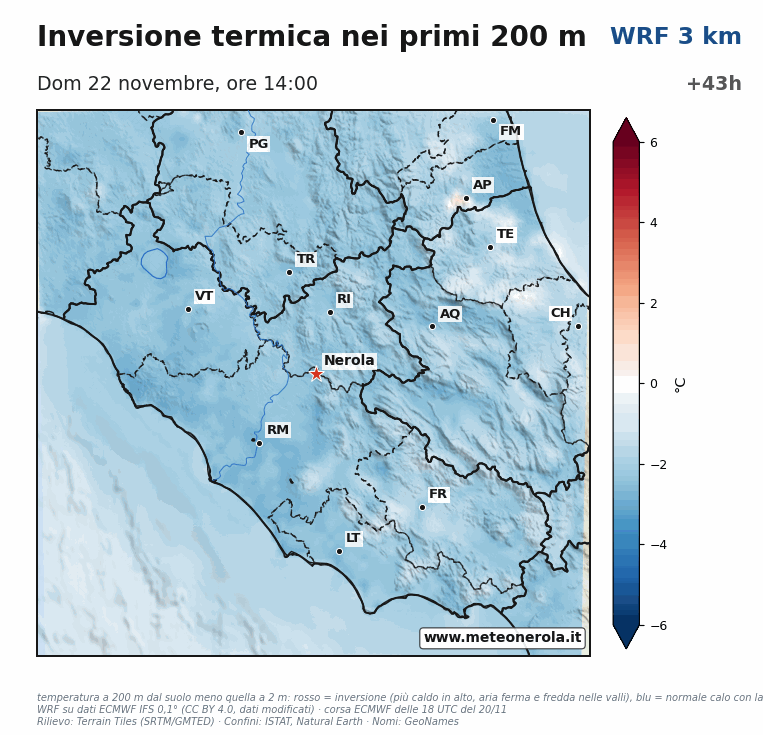 Inversione termica nei primi 200 m
WRF 3 km
Dom 22 novembre, ore 14:00
+43h
FM
PG
AP
TE
TR
VT
RI
AQ
CH
Nerola
RM
FR
LT
www.meteonerola.it
6
4
2
0
−2
−4
−6
°C
temperatura a 200 m dal suolo meno quella a 2 m: rosso = inversione (più caldo in alto, aria ferma e fredda nelle valli), blu = normale calo con la
WRF su dati ECMWF IFS 0,1° (CC BY 4.0, dati modificati) · corsa ECMWF delle 18 UTC del 20/11
Rilievo: Terrain Tiles (SRTM/GMTED) · Confini: ISTAT, Natural Earth · Nomi: GeoNames